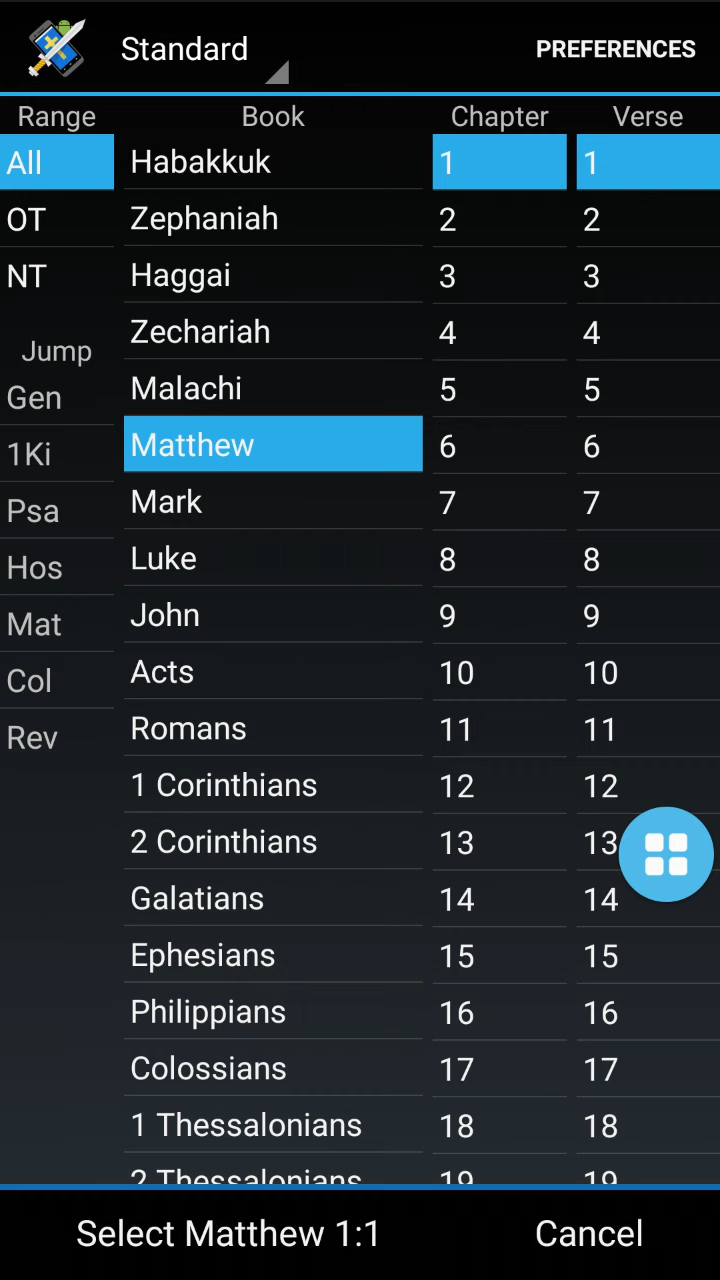 Standard
PREFERENCES
Range Book Chapter Verse
All Habakkuk 1 1
OT Zephaniah 2 2
NT Haggai 3 3
Zechariah 4 4
Jump
Gen Malachi 5 5
1Ki Matthew 6 6
Psa Mark 7 7
Hos Luke 8 8
Mat John 9 9
Col Acts 10 10
Rev Romans 11 11
1 Corinthians 12 12
2 Corinthians 13 13
Galatians 14 14
Ephesians 15 15
Philippians 16 16
Colossians 17 17
1 Thessalonians 18 18
2 Thessalonians 19 19
Select Matthew 1:1 Cancel